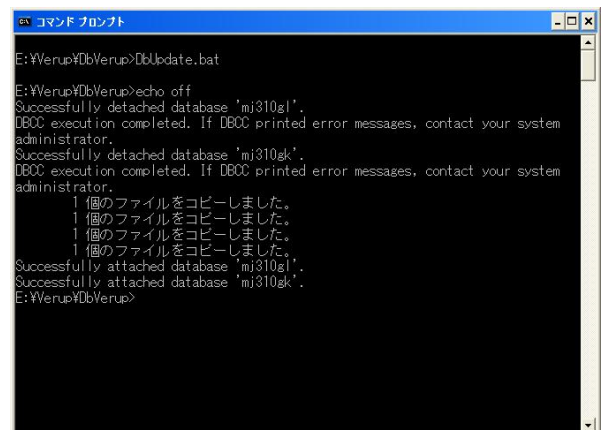 コマンド プロンプト
E:¥Verup¥DbVerup>DbUpdate.bat
E:¥Verup¥DbVerup>echo off
Successfully detached database 'mj310gl'.
DBCC execution completed. If DBCC printed error messages, contact your system
administrator.
Successfully detached database 'mj310gk'.
DBCC execution completed. If DBCC printed error messages, contact your system
administrator.
1 個のファイルをコピーしました。
1 個のファイルをコピーしました。
1 個のファイルをコピーしました。
1 個のファイルをコピーしました。
Successfully attached database 'mj310gl'.
Successfully attached database 'mj310gk'.
E:¥Verup¥DbVerup>